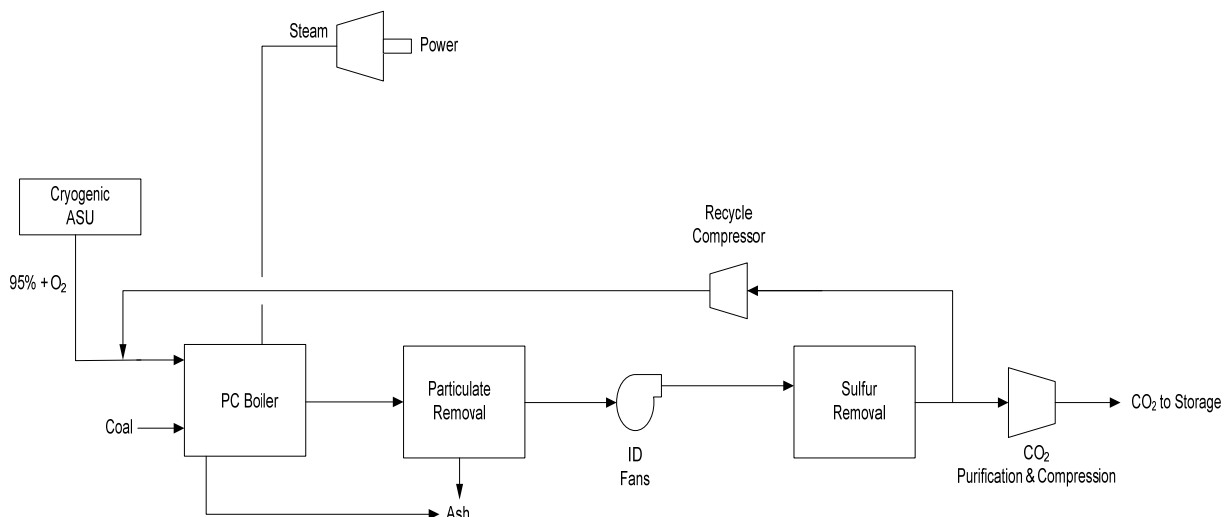 Steam
Power
Cryogenic
ASU
95% + O₂
Recycle
Compressor
PC Boiler
Particulate
Removal
Sulfur
Removal
Coal
CO₂ to Storage
ID
Fans
CO₂
Purification & Compression
Ash